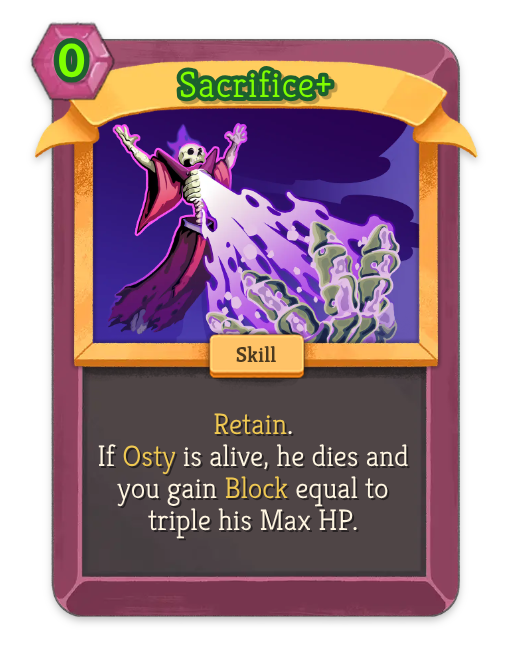 0
Sacrifice+
Skill
Retain.
If Osty is alive, he dies and
you gain Block equal to
triple his Max HP.